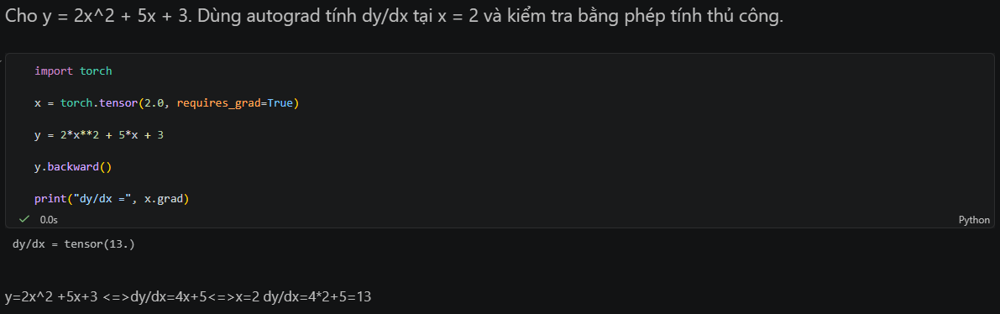 Cho y = 2x^2 + 5x + 3. Dùng autograd tính dy/dx tại x = 2 và kiểm tra bằng phép tính thủ công.
import torch
x = torch.tensor(2.0, requires_grad=True)
y = 2*x**2 + 5*x + 3
y.backward()
print("dy/dx =", x.grad)
0.0s
Python
dy/dx = tensor(13.)
y=2x^2 +5x+3 <=>dy/dx=4x+5<=>x=2 dy/dx=4*2+5=13